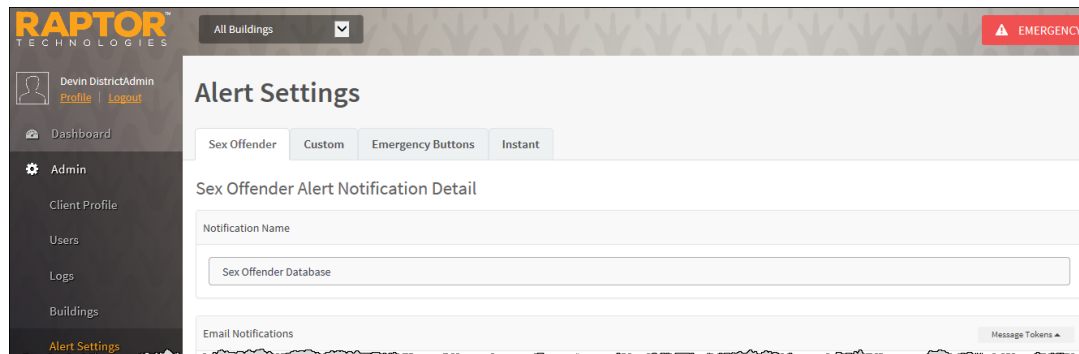 RAPTOR™
TECHNOLOGIES
All Buildings
EMERGENCY
Devin DistrictAdmin
Profile | Logout
Dashboard
Admin
Client Profile
Users
Logs
Buildings
Alert Settings
Alert Settings
Sex Offender Custom Emergency Buttons Instant
Sex Offender Alert Notification Detail
Notification Name
Sex Offender Database
Email Notifications Message Tokens